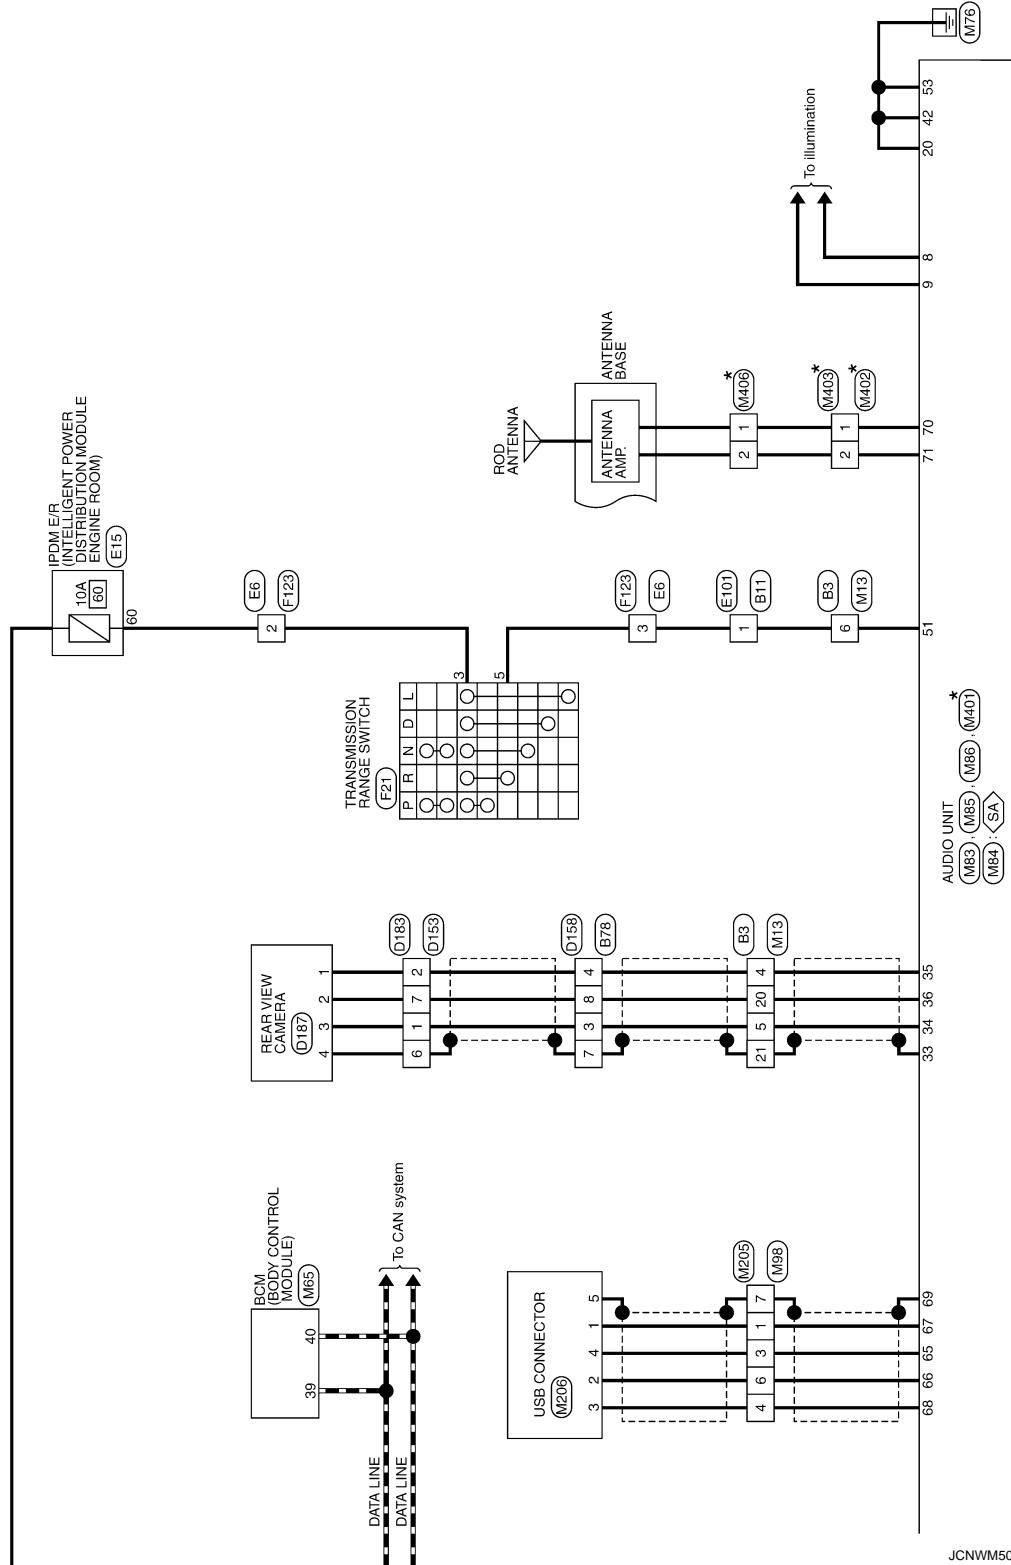 IPDM E/R
(INTELLIGENT POWER
DISTRIBUTION MODULE
ENGINE ROOM)
E15
10A
60
60
E6
F123
2
TRANSMISSION
RANGE SWITCH
F21
P R N D L
3
5
F123
E6
3
E101
B11
1
B3
M13
6
51
ROD
ANTENNA
ANTENNA
BASE
ANTENNA
AMP.
* M406
2 1
* M403
* M402
2 1
71 70
To illumination
9 8
20 42 53
M76
BCM
(BODY CONTROL
MODULE)
M65
39 40
DATA LINE
DATA LINE
To CAN system
REAR VIEW
CAMERA
D187
4 3 2 1
D183
D153
6 1 7 2
D158
B78
7 3 8 4
B3
M13
21 5 20 4
33 34 36 35
USB CONNECTOR
M206
3 2 4 1 5
M205
M98
4 6 3 1 7
68 66 65 67 69
AUDIO UNIT
M83 , M85 , M86 , M401 *
M84 : SA
JCNWM50